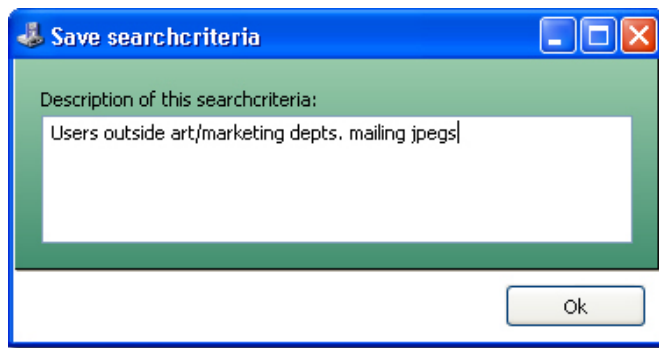 Save searchcriteria
Description of this searchcriteria:
Users outside art/marketing depts. mailing jpegs
Ok